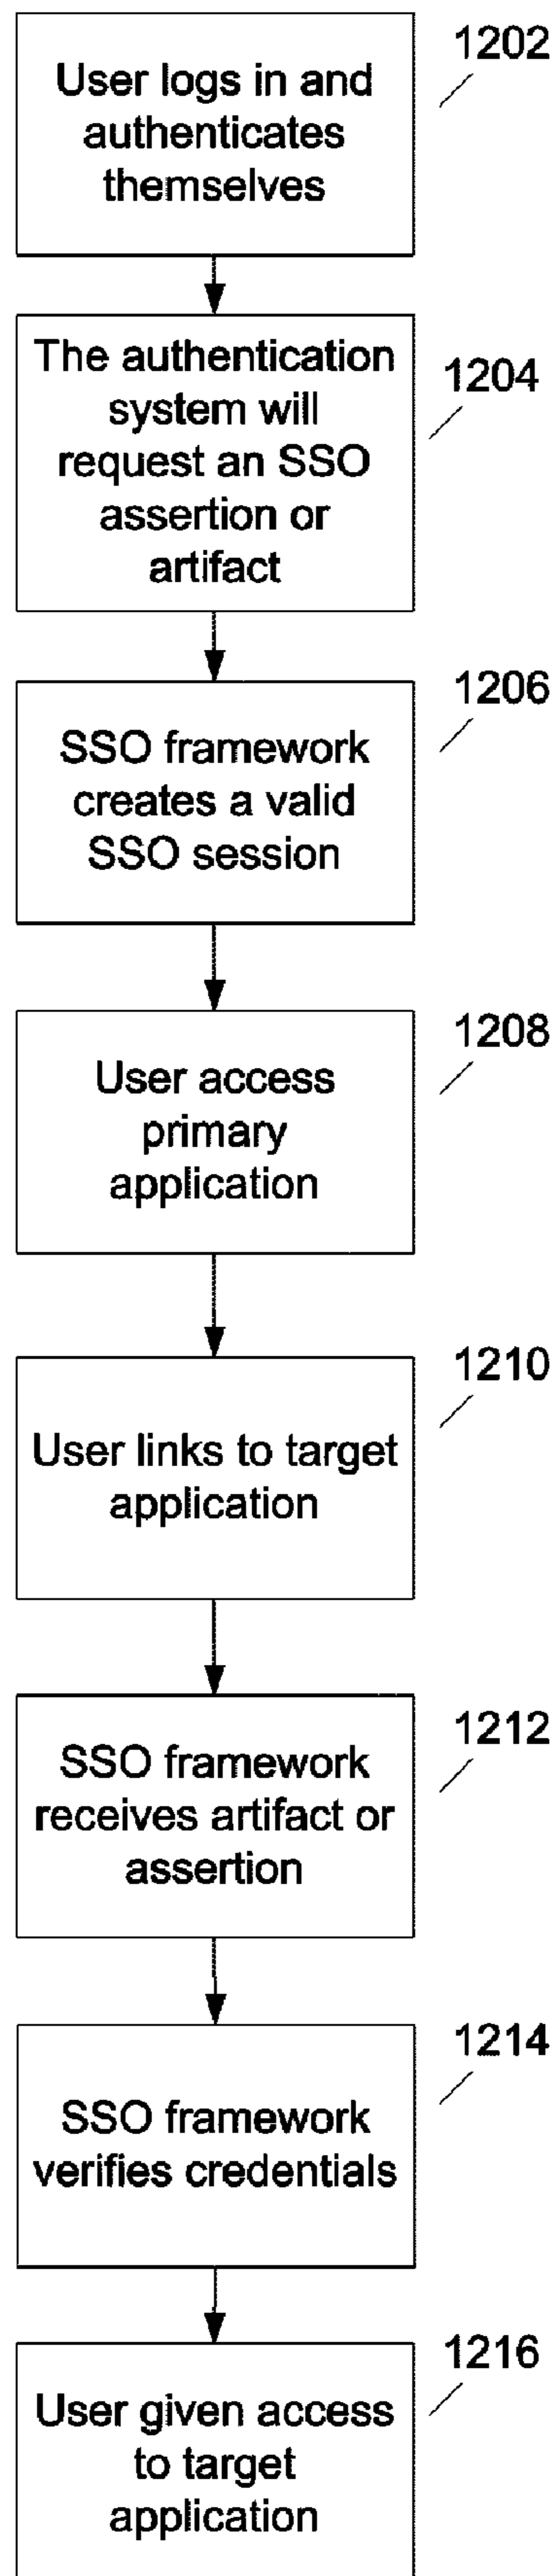 1202
User logs in and
authenticates
themselves
1204
The authentication
system will
request an SSO
assertion or
artifact
1206
SSO framework
creates a valid
SSO session
1208
User access
primary
application
1210
User links to target
application
1212
SSO framework
receives artifact or
assertion
1214
SSO framework
verifies credentials
1216
User given access
to target
application